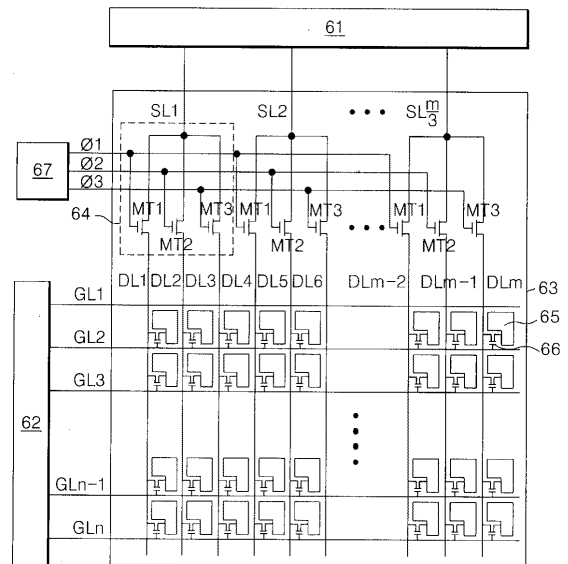 61
SL1 SL2 • • • SLm/3
Ø1
67 Ø2
Ø3
64 MT1 MT3 MT1 MT3 MT1 MT3
MT2 MT2 • • • MT2
DL1 DL2 DL3 DL4 DL5 DL6 DLm-2 DLm-1 DLm 63
GL1
65
GL2
66
GL3
62
GLn-1
GLn